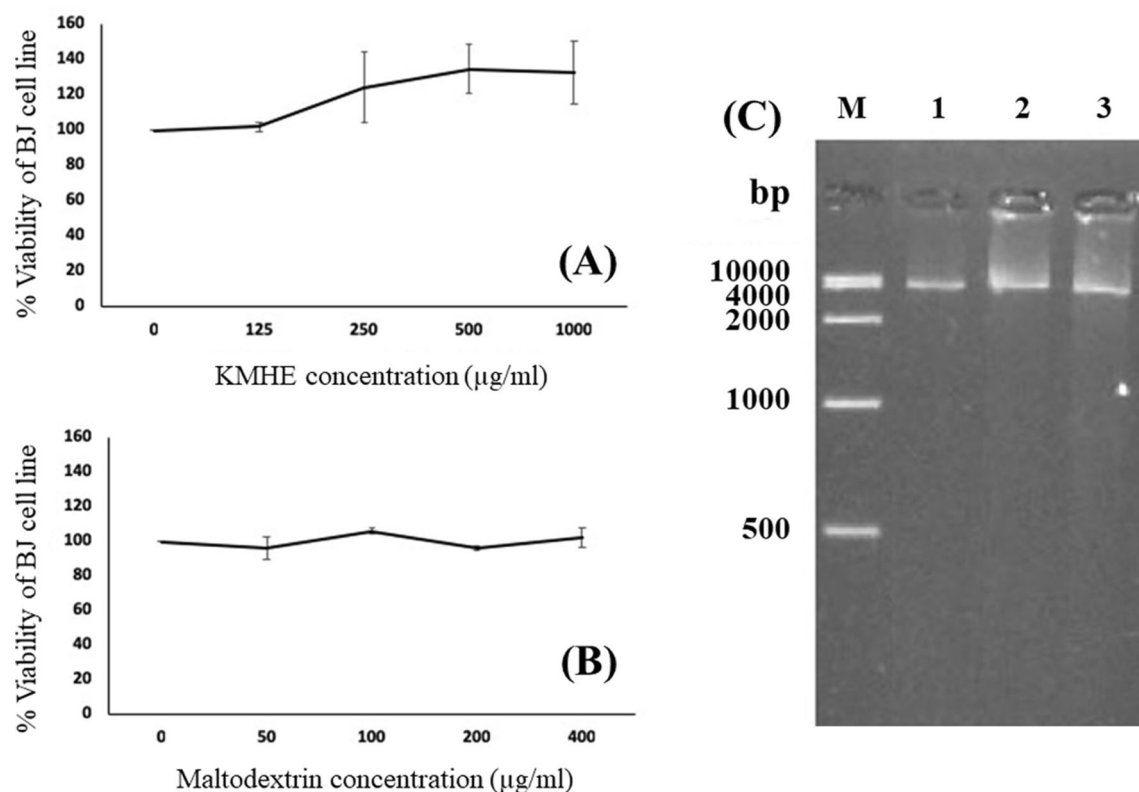 % Viability of BJ cell line
160
140
120
100
80
60
40
20
0
(A)
0 125 250 500 1000
KMHE concentration (µg/ml)
% Viability of BJ cell line
160
140
120
100
80
60
40
20
0
(B)
0 50 100 200 400
Maltodextrin concentration (µg/ml)
(C) M 1 2 3
bp
10000
4000
2000
1000
500